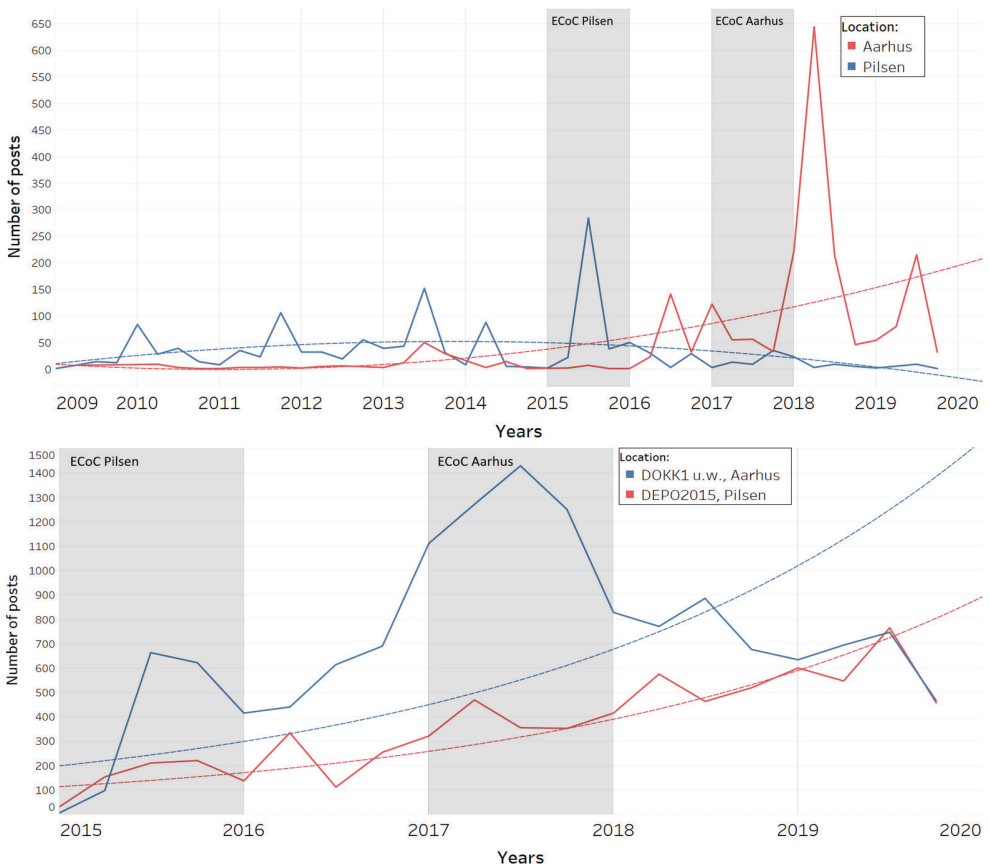 ECoC Pilsen
ECoC Aarhus
Location:
Aarhus
Pilsen
650
600
550
500
450
400
350
300
250
200
150
100
50
0
Number of posts
2009 2010 2011 2012 2013 2014 2015 2016 2017 2018 2019 2020
Years
ECoC Pilsen
ECoC Aarhus
Location:
DOKK1 u.w., Aarhus
DEPO2015, Pilsen
1500
1400
1300
1200
1100
1000
900
800
700
600
500
400
300
200
100
0
Number of posts
2015 2016 2017 2018 2019 2020
Years